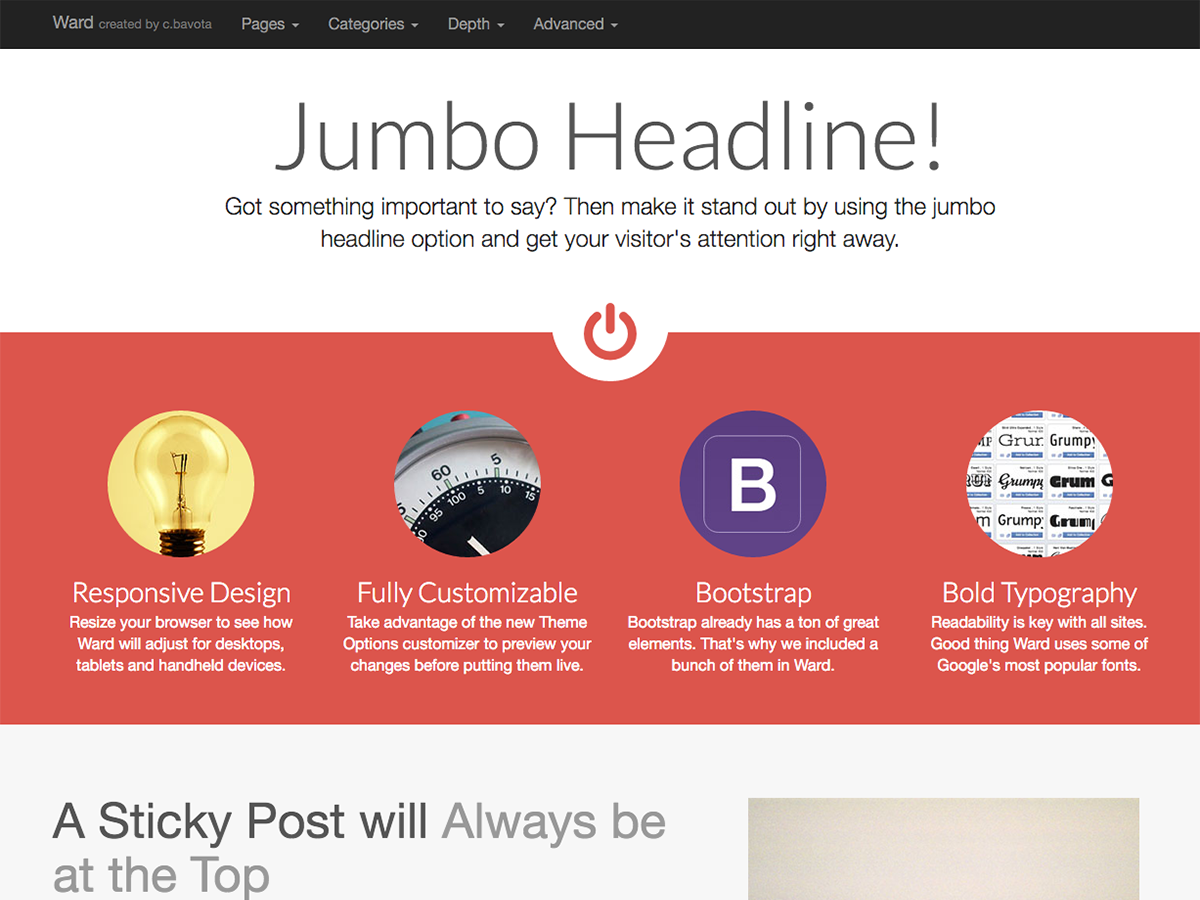 Ward created by c.bavota Pages Categories Depth Advanced
Jumbo Headline!
Got something important to say? Then make it stand out by using the jumbo
headline option and get your visitor's attention right away.
60 5
95 100 5 10 15
B
Grumpy
Grumpy
Grumpy
Responsive Design
Resize your browser to see how
Ward will adjust for desktops,
tablets and handheld devices.
Fully Customizable
Take advantage of the new Theme
Options customizer to preview your
changes before putting them live.
Bootstrap
Bootstrap already has a ton of great
elements. That's why we included a
bunch of them in Ward.
Bold Typography
Readability is key with all sites.
Good thing Ward uses some of
Google's most popular fonts.
A Sticky Post will Always be
at the Top